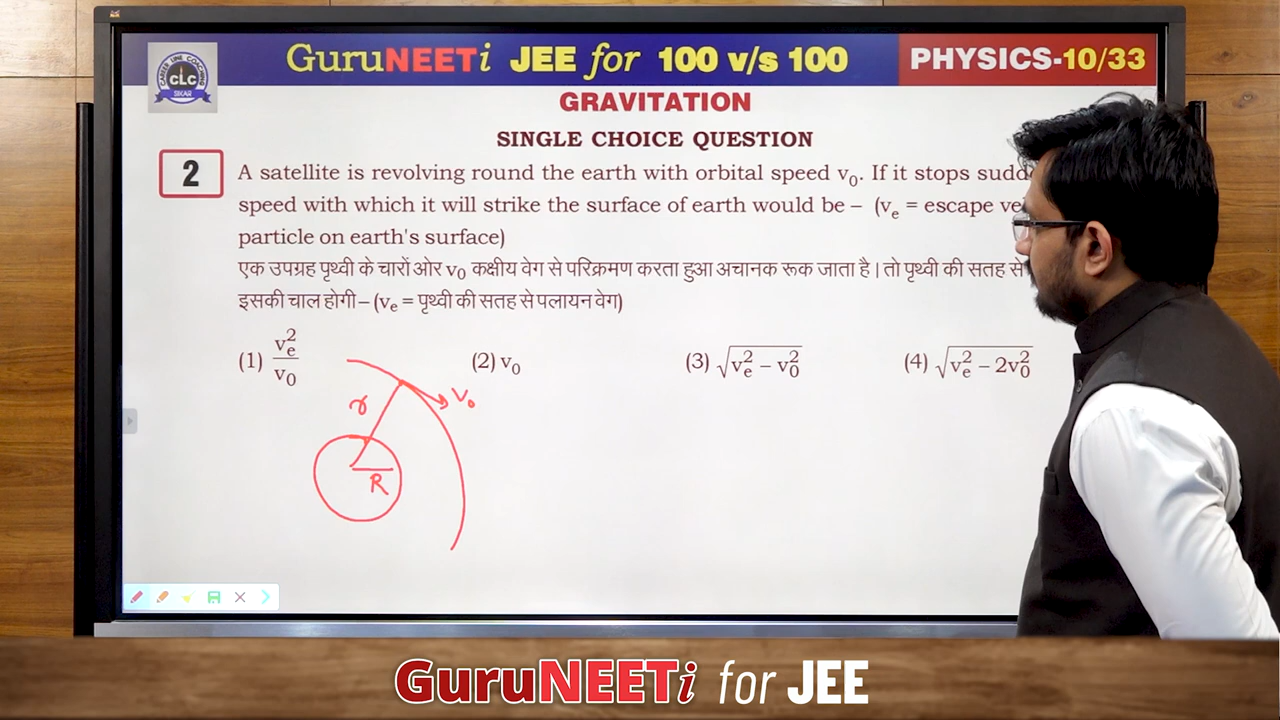 GuruNEETi JEE for 100 v/s 100
PHYSICS-10/33
CLC
SIKAR
GRAVITATION
SINGLE CHOICE QUESTION
2
A satellite is revolving round the earth with orbital speed v₀. If it stops sudd
speed with which it will strike the surface of earth would be – (vₑ = escape ve
particle on earth's surface)
एक उपग्रह पृथ्वी के चारों ओर v₀ कक्षीय वेग से परिक्रमण करता हुआ अचानक रूक जाता है। तो पृथ्वी की सतह से
इसकी चाल होगी – (vₑ = पृथ्वी की सतह से पलायन वेग)
(1) vₑ²/v₀ (2) v₀ (3) √(vₑ² – v₀²) (4) √(vₑ² – 2v₀²)
r v₀
R
GuruNEETi for JEE